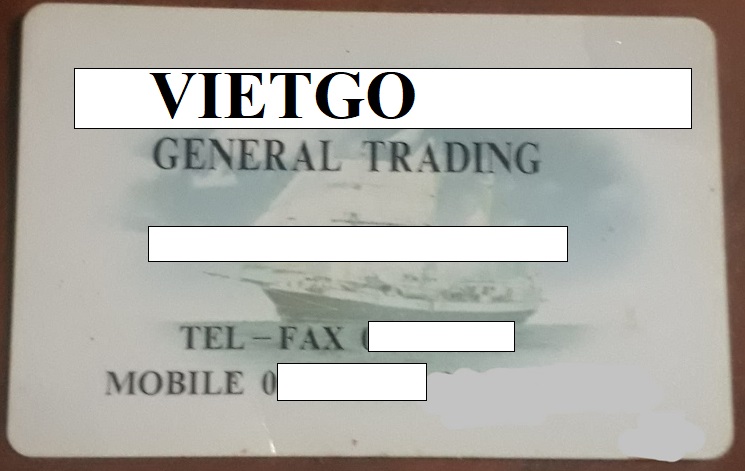 VIETGO
GENERAL TRADING
TEL-FAX
MOBILE 0